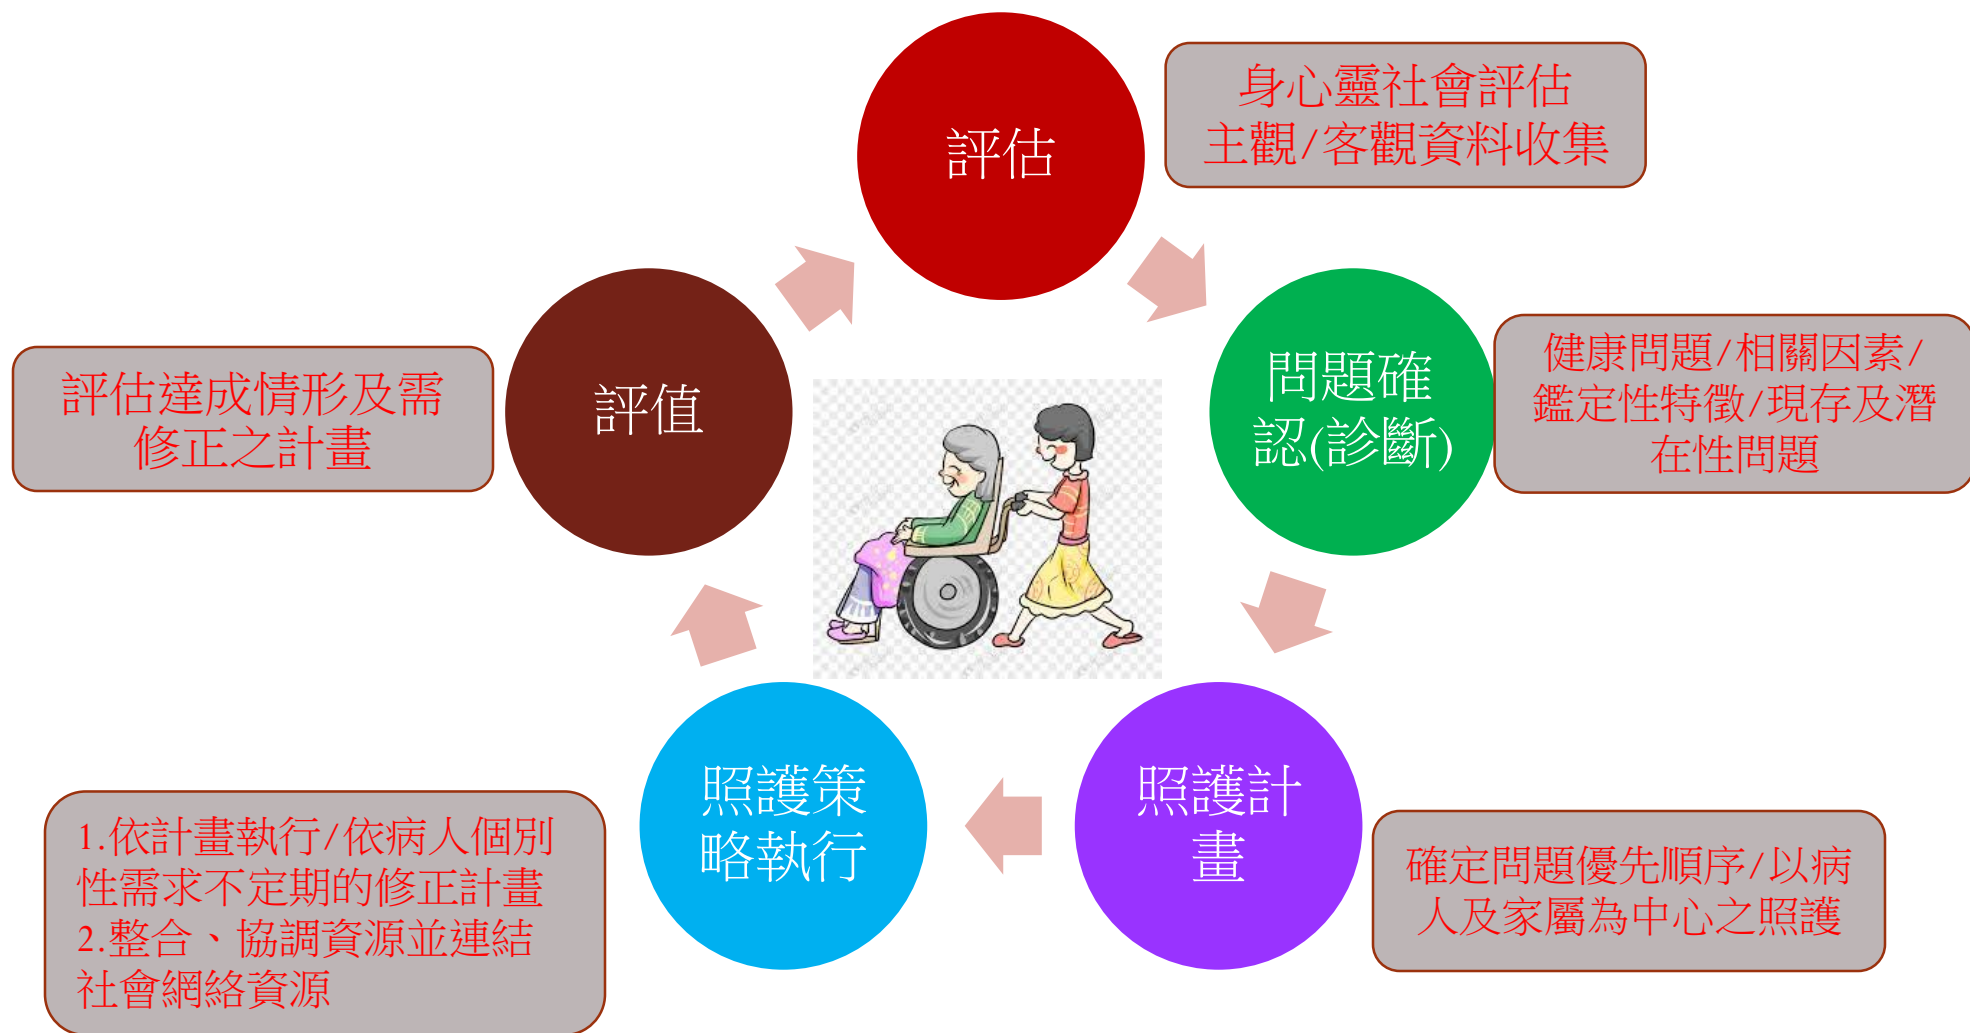 評估
身心靈社會評估
主觀/客觀資料收集
問題確
認(診斷)
健康問題/相關因素/
鑑定性特徵/現存及潛
在性問題
照護計
畫
確定問題優先順序/以病
人及家屬為中心之照護
照護策
略執行
1.依計畫執行/依病人個別
性需求不定期的修正計畫
2.整合、協調資源並連結
社會網絡資源
評值
評估達成情形及需
修正之計畫